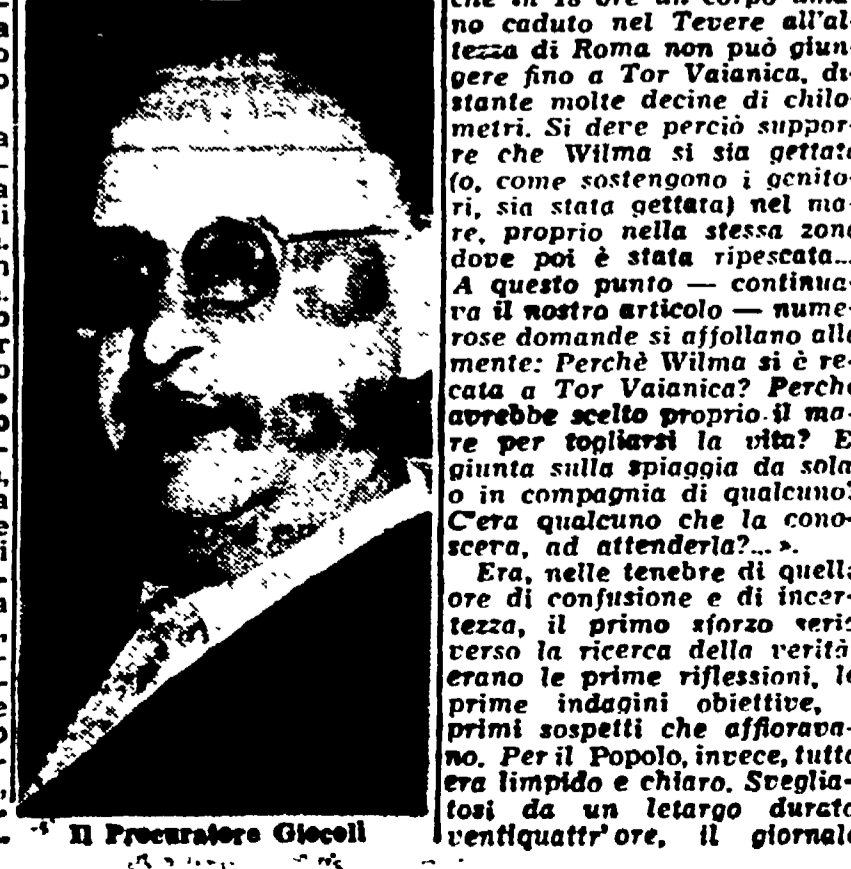 Il Procuratore Giocoli
che in 18 ore un corpo uma-
no caduto nel Tevere all'al-
tezza di Roma non può giun-
gere fino a Tor Vaianica, di-
stante molte decine di chilo-
metri. Si deve perciò suppor-
re che Wilma si sia gettata
(o, come sostengono i genito-
ri, sia stata gettata) nel ma-
re, proprio nella stessa zona
dove poi è stata ripescata...
A questo punto — continua-
va il nostro articolo — nume-
rose domande si affollano alla
mente: Perchè Wilma si è re-
cata a Tor Vaianica? Perchè
avrebbe scelto proprio il ma-
re per togliarsi la vita? E'
giunta sulla spiaggia da sola
o in compagnia di qualcuno?
C'era qualcuno che la cono-
sceva, ad attenderla?... ».
Era, nelle tenebre di quelle
ore di confusione e di incer-
tezza, il primo sforzo serio
verso la ricerca della verità
erano le prime riflessioni, le
prime indagini obiettive,
primi sospetti che affiorava-
no. Per il Popolo, invece, tutto
era limpido e chiaro. Sveglia-
tosi da un letargo durato
ventiquattr'ore, il giornale